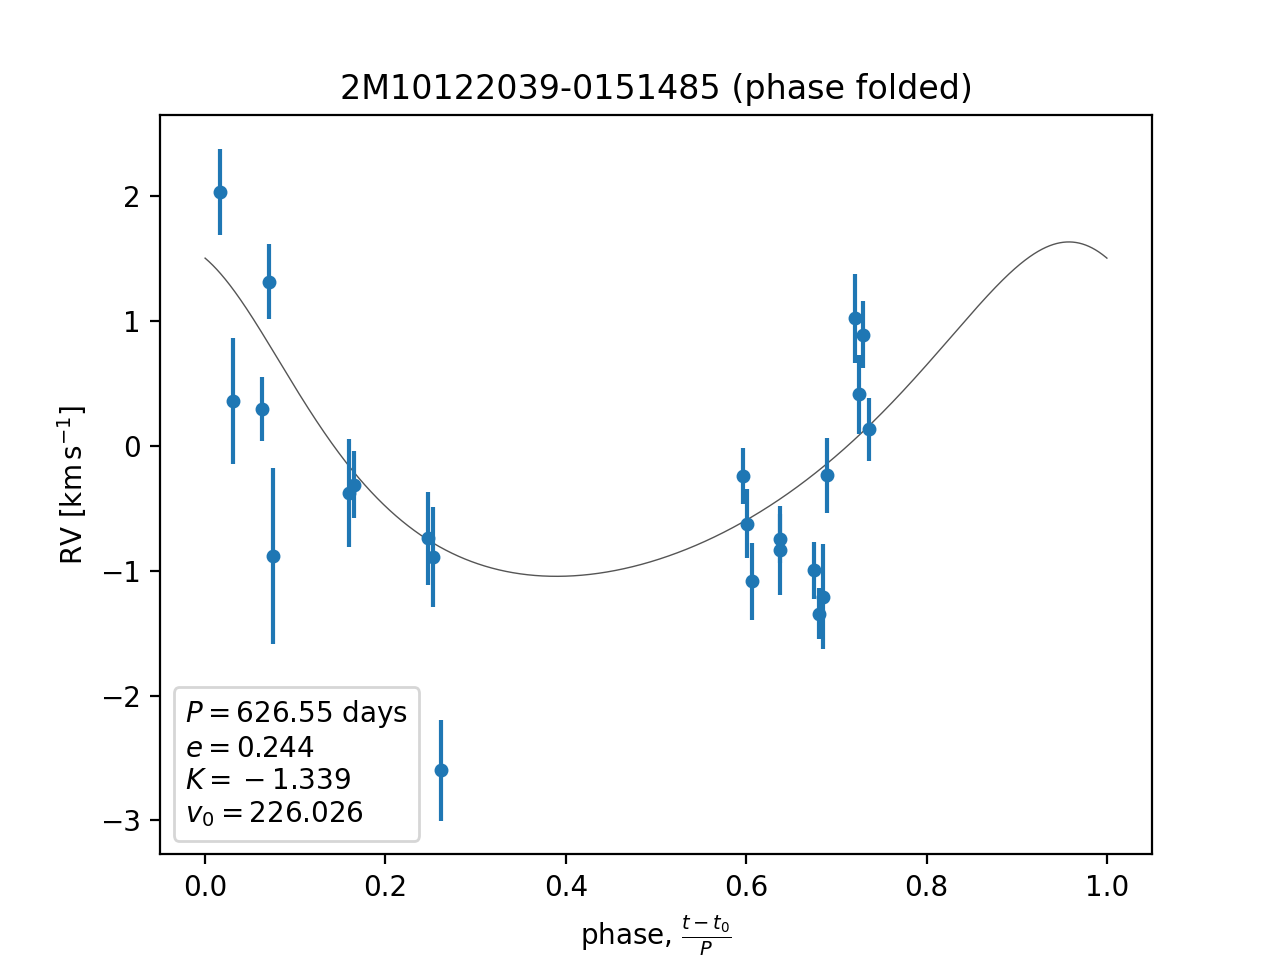 2M10122039-0151485 (phase folded)
RV [km s⁻¹]
2
1
0
−1
−2
−3
P = 626.55 days
e = 0.244
K = −1.339
v₀ = 226.026
0.0 0.2 0.4 0.6 0.8 1.0
phase, (t − t₀)/P